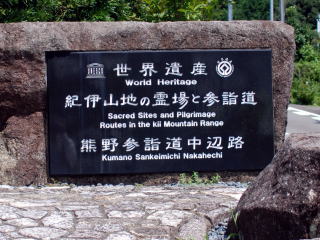 世界遺産
World Heritage
紀伊山地の霊場と参詣道
Sacred Sites and Pilgrimage
Routes in the kii Mountain Range
熊野参詣道中辺路
Kumano Sankeimichi Nakahechi
UNESCO